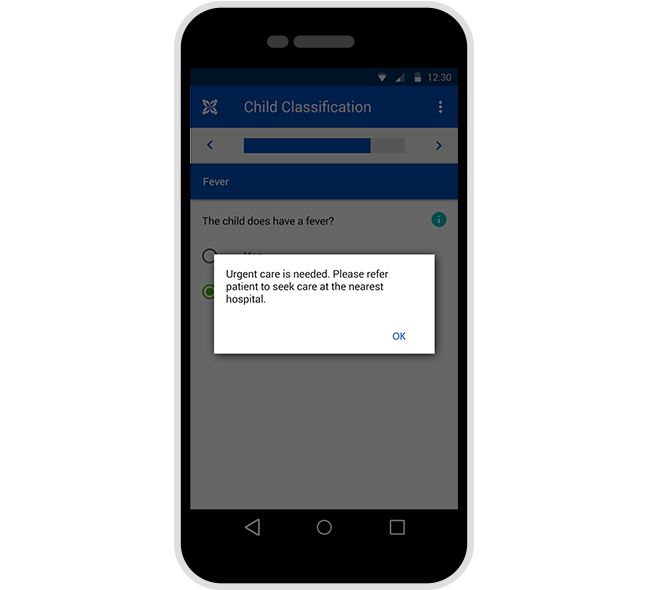 12:30
Child Classification
Fever
The child does have a fever?
Urgent care is needed. Please refer
patient to seek care at the nearest
hospital.
OK